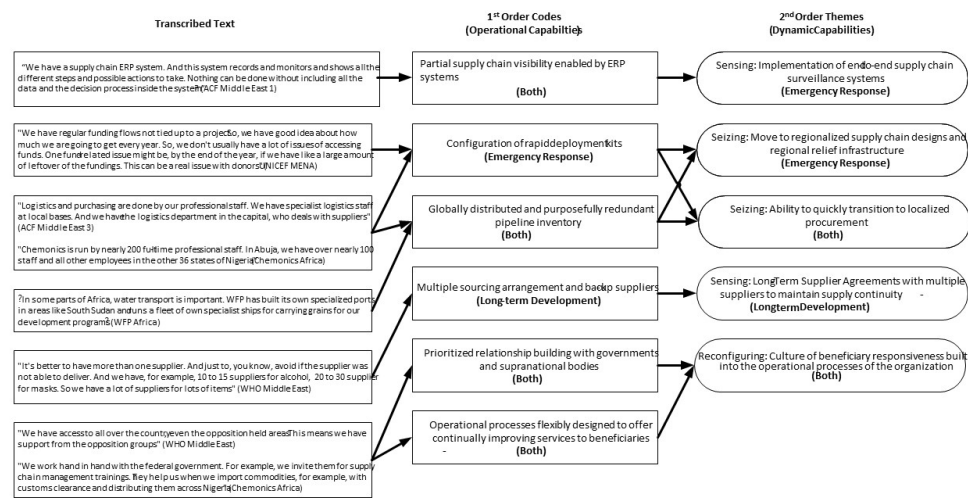 Transcribed Text
"We have a supply chain ERP system. And this system records and monitors and shows all the
different steps and possible actions to take. Nothing can be done without including all the
data and the decision process inside the system" (ACF Middle East 1)
"We have regular funding flows not tied up to a project. So, we have good idea about how
much we are going to get every year. So, we don't usually have a lot of issues of accessing
funds. One fund related issue might be, by the end of the year, if we have like a large amount
of leftover of the fundings. This can be a real issue with donors" (UNICEF MENA)
"Logistics and purchasing are done by our professional staff. We have specialist logistics staff
at local bases. And we have the logistics department in the capital, who deals with suppliers"
(ACF Middle East 3)
"Chemonics is run by nearly 200 full-time professional staff. In Abuja, we have over nearly 100
staff and all other employees in the other 36 states of Nigeria" (Chemonics Africa)
?In some parts of Africa, water transport is important. WFP has built its own specialized ports
in areas like South Sudan and runs a fleet of own specialist ships for carrying grains for our
development programs? (WFP Africa)
"It's better to have more than one supplier. And just to, you know, avoid if the supplier was
not able to deliver. And we have, for example, 10 to 15 suppliers for alcohol, 20 to 30 supplier
for masks. So we have a lot of suppliers for lots of items" (WHO Middle East)
"We have access to all over the country, even the opposition held areas. This means we have
support from the opposition groups" (WHO Middle East)
"We work hand in hand with the federal government. For example, we invite them for supply
chain management trainings. They help us when we import commodities, for example, with
customs clearance and distributing them across Nigeria" (Chemonics Africa)
1st Order Codes
(Operational Capabilities)
Partial supply chain visibility enabled by ERP
systems
(Both)
Configuration of rapid deployment kits
(Emergency Response)
Globally distributed and purposefully redundant
pipeline inventory
(Both)
Multiple sourcing arrangement and back-up suppliers
(Long-term Development)
Prioritized relationship building with governments
and supranational bodies
(Both)
Operational processes flexibly designed to offer
continually improving services to beneficiaries
-
(Both)
2nd Order Themes
(Dynamic Capabilities)
Sensing: Implementation of end-to-end supply chain
surveillance systems
(Emergency Response)
Seizing: Move to regionalized supply chain designs and
regional relief infrastructure
(Emergency Response)
Seizing: Ability to quickly transition to localized
procurement
(Both)
Sensing: Long Term Supplier Agreements with multiple
suppliers to maintain supply continuity -
(Long term Development)
Reconfiguring: Culture of beneficiary responsiveness built
into the operational processes of the organization
(Both)